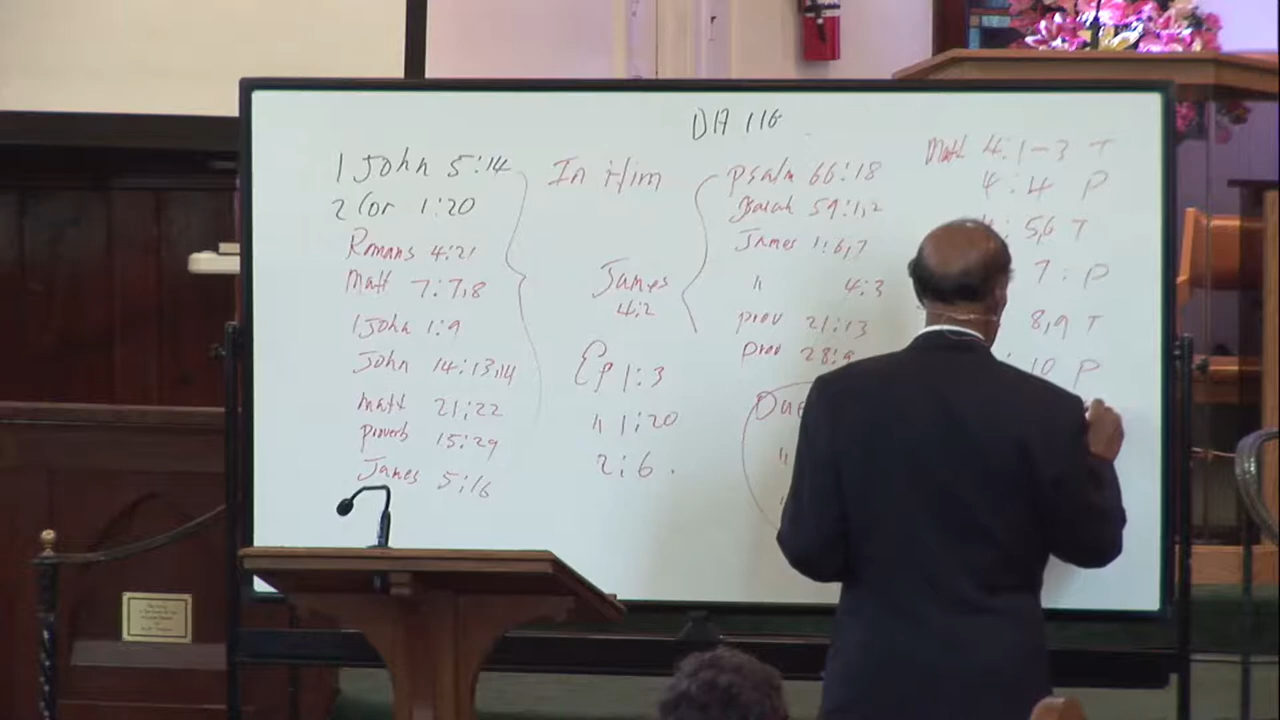 DA 116
1 John 5:14
2 Cor 1:20
Romans 4:21
Matt 7:7,8
1 John 1:9
John 14:13,14
Matt 21:22
Proverb 15:29
James 5:16
In Him
James
4:2
Ep 1:3
" 1:20
2:6.
Psalm 66:18
Isaiah 59:1,2
James 1:6,7
" 4:3
Prov 21:13
Prov 28:9
"
"
Math 4:1-3 T
4:4 P
: 5,6 T
7: P
8,9 T
: 10 P